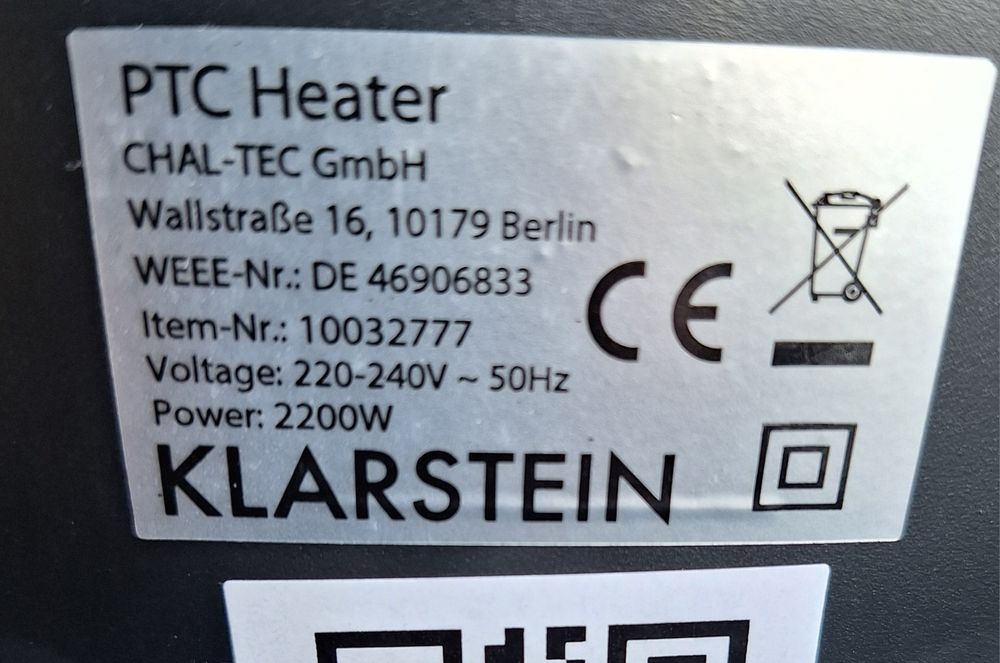 PTC Heater
CHAL-TEC GmbH
Wallstraße 16, 10179 Berlin
WEEE-Nr.: DE 46906833
Item-Nr.: 10032777
Voltage: 220-240V ~ 50Hz
Power: 2200W
KLARSTEIN
CE